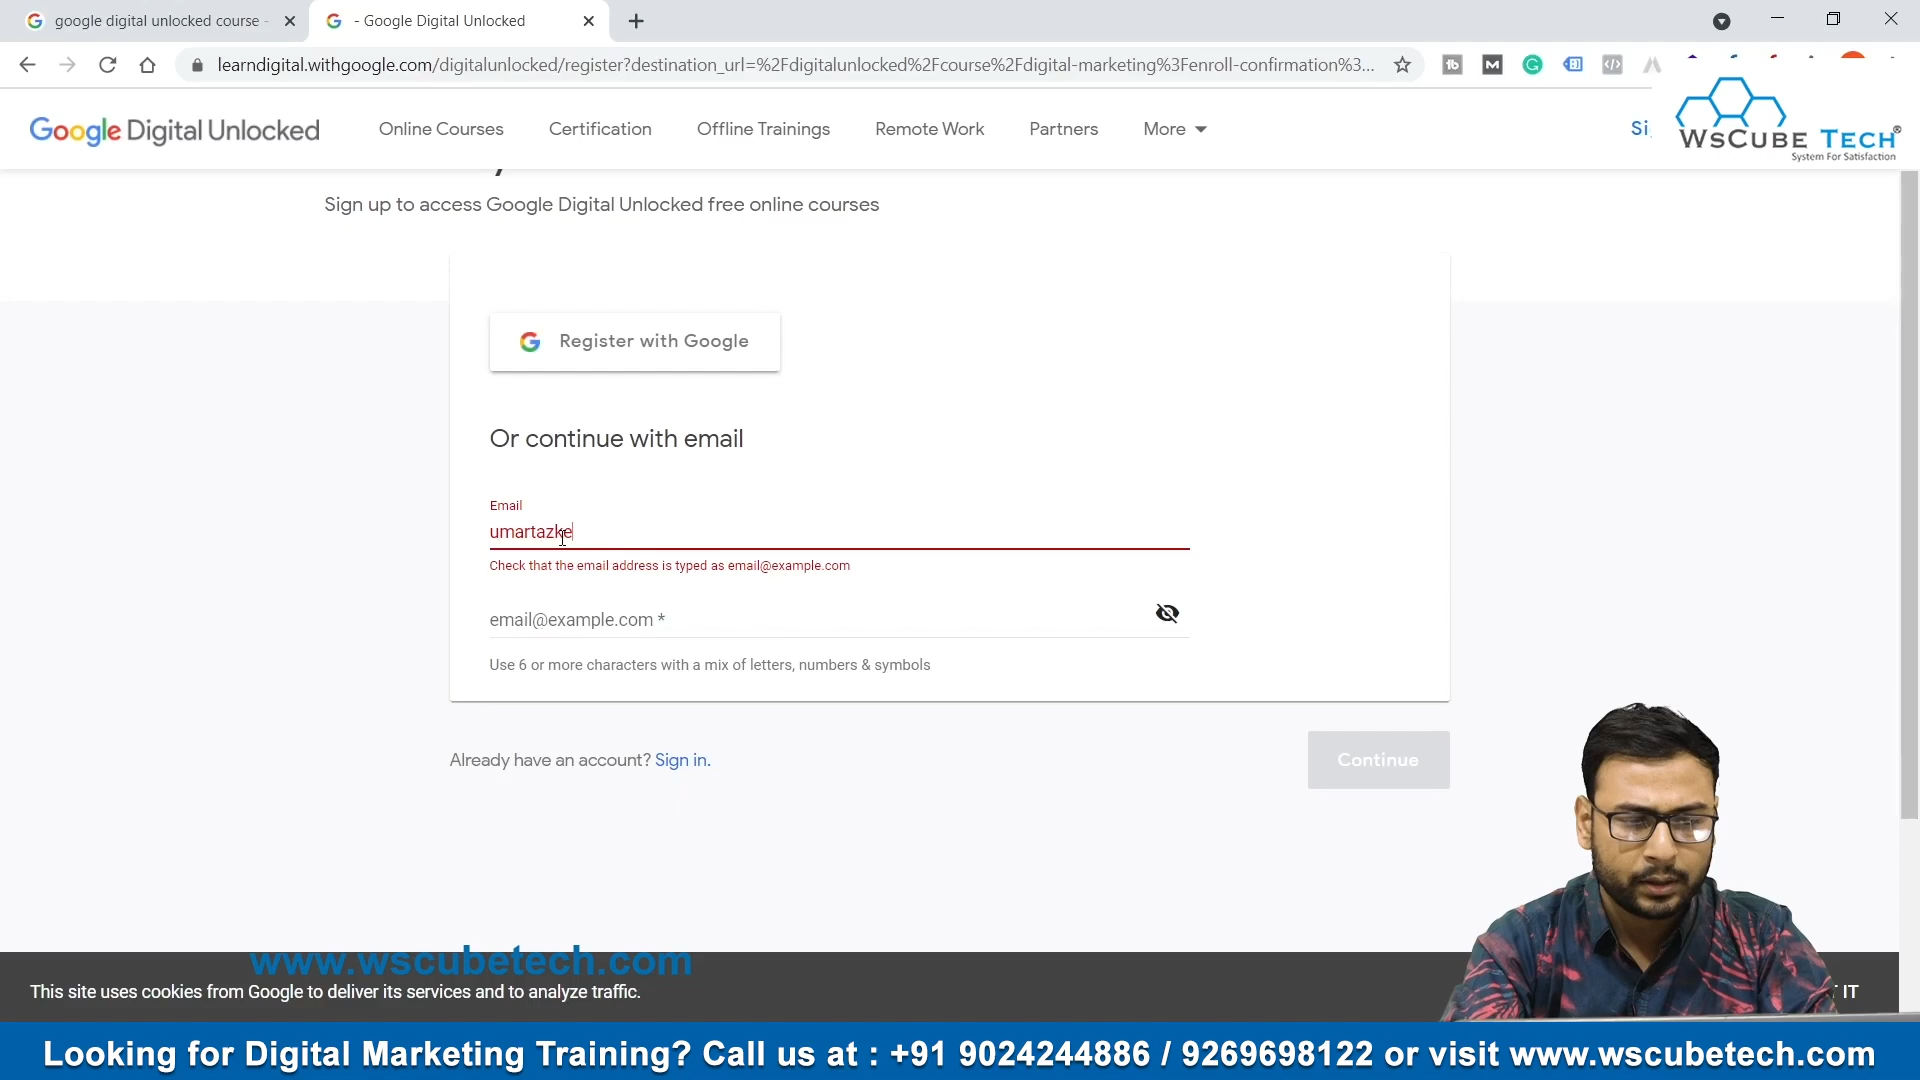 google digital unlocked course -
- Google Digital Unlocked
learndigital.withgoogle.com/digitalunlocked/register?destination_url=%2Fdigitalunlocked%2Fcourse%2Fdigital-marketing%3Fenroll-confirmation%3...
Google Digital Unlocked
Online Courses
Certification
Offline Trainings
Remote Work
Partners
More
Si
WsCube Tech®
System For Satisfaction
Sign up to access Google Digital Unlocked free online courses
Register with Google
Or continue with email
Email
umartazke
Check that the email address is typed as email@example.com
email@example.com *
Use 6 or more characters with a mix of letters, numbers & symbols
Already have an account? Sign in.
Continue
www.wscubetech.com
This site uses cookies from Google to deliver its services and to analyze traffic.
IT
Looking for Digital Marketing Training? Call us at : +91 9024244886 / 9269698122 or visit www.wscubetech.com